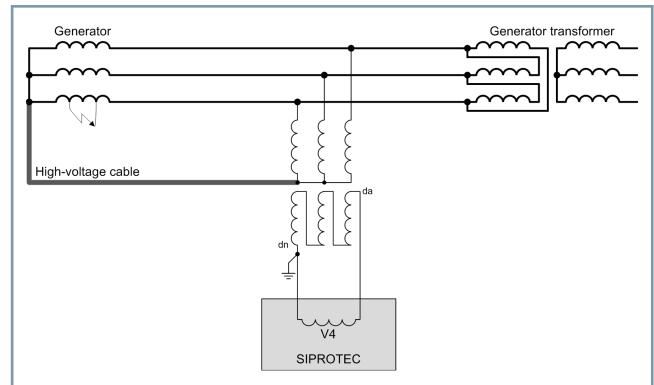 Generator
Generator transformer
High-voltage cable
da
dn
V4
SIPROTEC